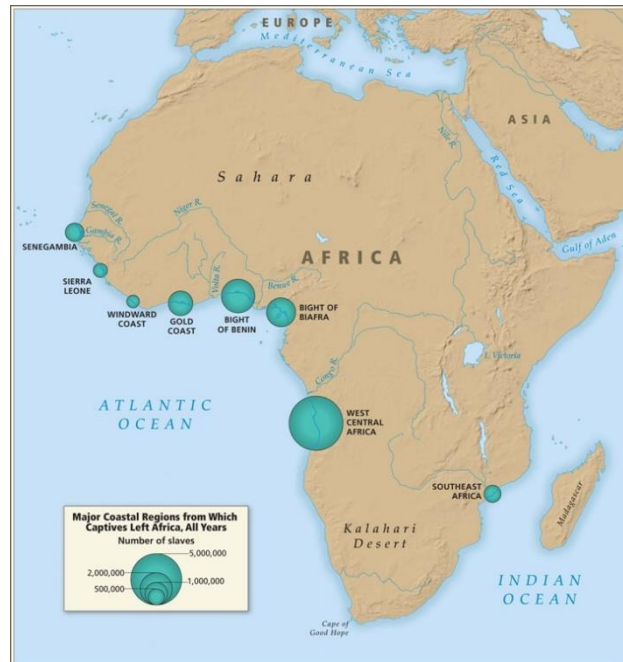 EUROPE
Mediterranean Sea
ASIA
Nile R.
Red Sea
Sahara
Gulf of Aden
AFRICA
Senegal R.
Gambia R.
Niger R.
Volta R.
Benue R.
SENEGAMBIA
SIERRA
LEONE
WINDWARD
COAST
GOLD
COAST
BIGHT
OF BENIN
BIGHT OF
BIAFRA
Congo R.
L. Victoria
ATLANTIC
OCEAN
WEST
CENTRAL
AFRICA
SOUTHEAST
AFRICA
Madagascar
Kalahari
Desert
INDIAN
OCEAN
Cape of
Good Hope
Major Coastal Regions from Which
Captives Left Africa, All Years
Number of slaves
5,000,000
2,000,000
1,000,000
500,000